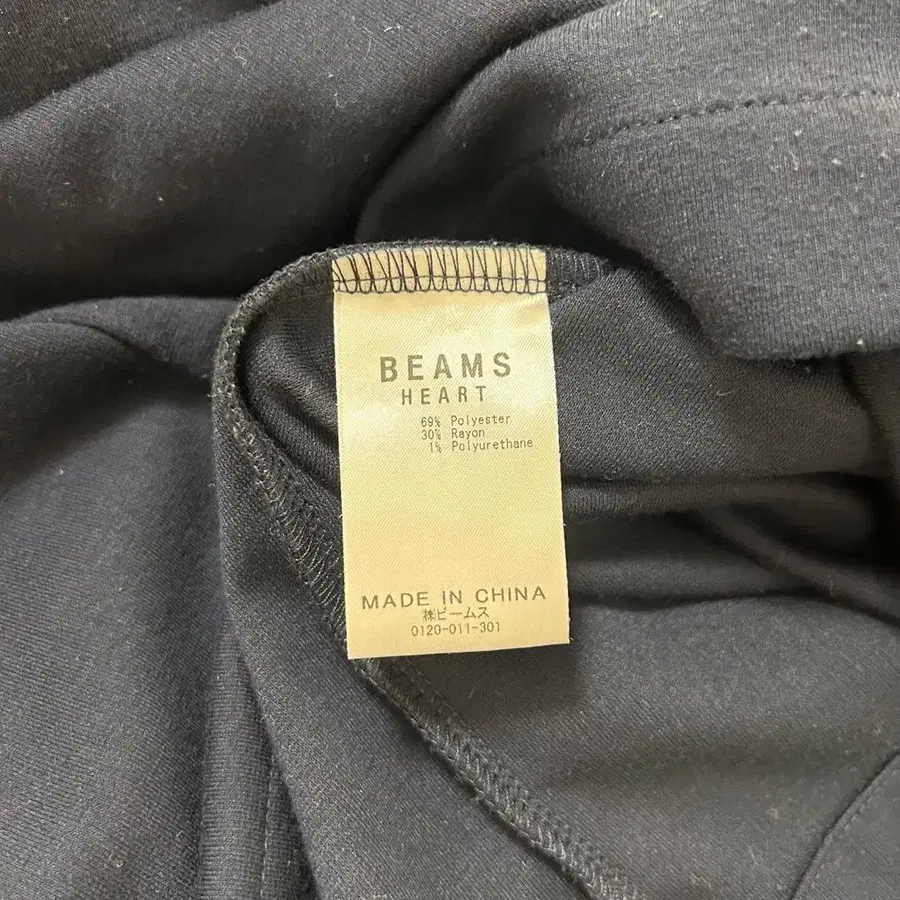 BEAMS
HEART
69% Polyester
30% Rayon
1% Polyurethane
MADE IN CHINA
㈱ビームス
0120-011-301